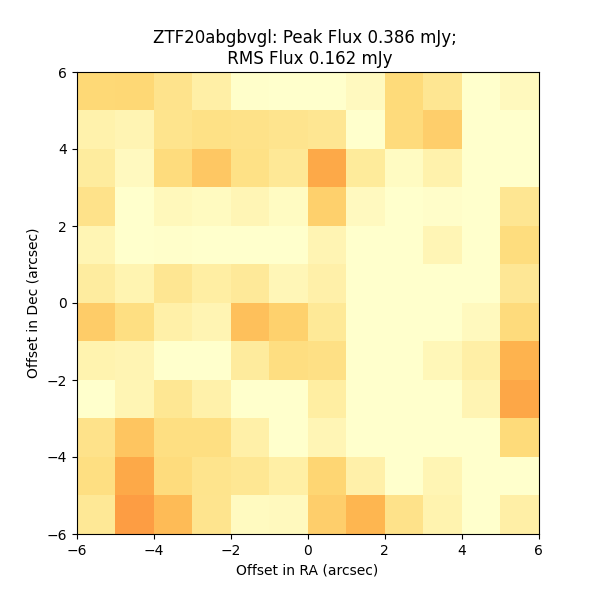 ZTF20abgbvgl: Peak Flux 0.386 mJy;
RMS Flux 0.162 mJy
6
4
2
0
−2
−4
−6
Offset in Dec (arcsec)
−6 −4 −2 0 2 4 6
Offset in RA (arcsec)